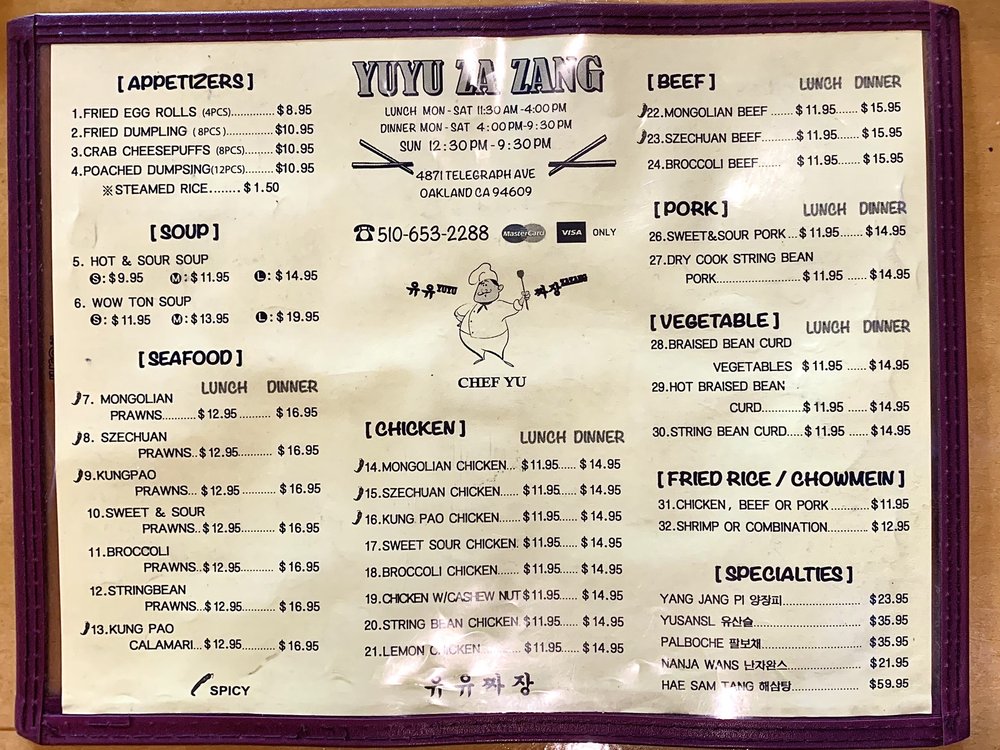 [APPETIZERS]
1.FRIED EGG ROLLS (4PCS)............$8.95
2.FRIED DUMPLING (8PCS)............$10.95
3.CRAB CHEESEPUFFS (8PCS)........$10.95
4.POACHED DUMPSING(12PCS).......$10.95
※STEAMED RICE........$1.50
[SOUP]
5. HOT & SOUR SOUP
S:$9.95 M:$11.95 L:$14.95
6. WOW TON SOUP
S:$11.95 M:$13.95 L:$19.95
[SEAFOOD]
LUNCH DINNER
7. MONGOLIAN
PRAWNS.........$12.95..........$16.95
8. SZECHUAN
PRAWNS..$12.95............$16.95
9.KUNGPAO
PRAWNS...$12.95............$16.95
10.SWEET & SOUR
PRAWNS..$12.95...........$16.95
11.BROCCOLI
PRAWNS..$12.95...........$16.95
12.STRINGBEAN
PRAWNS...$12.95..........$16.95
13.KUNG PAO
CALAMARI...$12.95..........$16.95
SPICY
YUYU ZA ZANG
LUNCH MON-SAT 11:30 AM-4:00 PM
DINNER MON-SAT 4:00PM-9:30PM
SUN 12:30PM-9:30PM
4871 TELEGRAPH AVE
OAKLAND CA 94609
☎510-653-2288 MasterCard VISA ONLY
유유YUYU 짜장ZAZANG
CHEF YU
[CHICKEN]
LUNCH DINNER
14.MONGOLIAN CHICKEN... $11.95...... $14.95
15.SZECHUAN CHICKEN......$11.95...... $14.95
16.KUNG PAO CHICKEN.......$11.95...... $14.95
17.SWEET SOUR CHICKEN.$11.95...... $14.95
18.BROCCOLI CHICKEN....... $11.95...... $14.95
19.CHICKEN W/CASHEW NUT$11.95...... $14.95
20.STRING BEAN CHICKEN.$11.95...... $14.95
21.LEMON CHICKEN...........$11.95...... $14.95
유유짜장
[BEEF] LUNCH DINNER
22.MONGOLIAN BEEF ......$11.95......$15.95
23.SZECHUAN BEEF.........$11.95......$15.95
24.BROCCOLI BEEF....... $11.95......$15.95
[PORK] LUNCH DINNER
26.SWEET&SOUR PORK...$11.95......$14.95
27.DRY COOK STRING BEAN
PORK......................$11.95 .....$14.95
[VEGETABLE] LUNCH DINNER
28.BRAISED BEAN CURD
VEGETABLES $11.95 .....$14.95
29.HOT BRAISED BEAN
CURD............$11.95 .....$14.95
30.STRING BEAN CURD.....$11.95 .....$14.95
[FRIED RICE / CHOWMEIN]
31.CHICKEN, BEEF OR PORK...........$11.95
32.SHRIMP OR COMBINATION...........$12.95
[SPECIALTIES]
YANG JANG PI 양장피.....................$23.95
YUSANSL 유산슬............................$35.95
PALBOCHE 팔보채..........................$35.95
NANJA WANS 난자완스...................$21.95
HAE SAM TANG 해삼탕..................$59.95